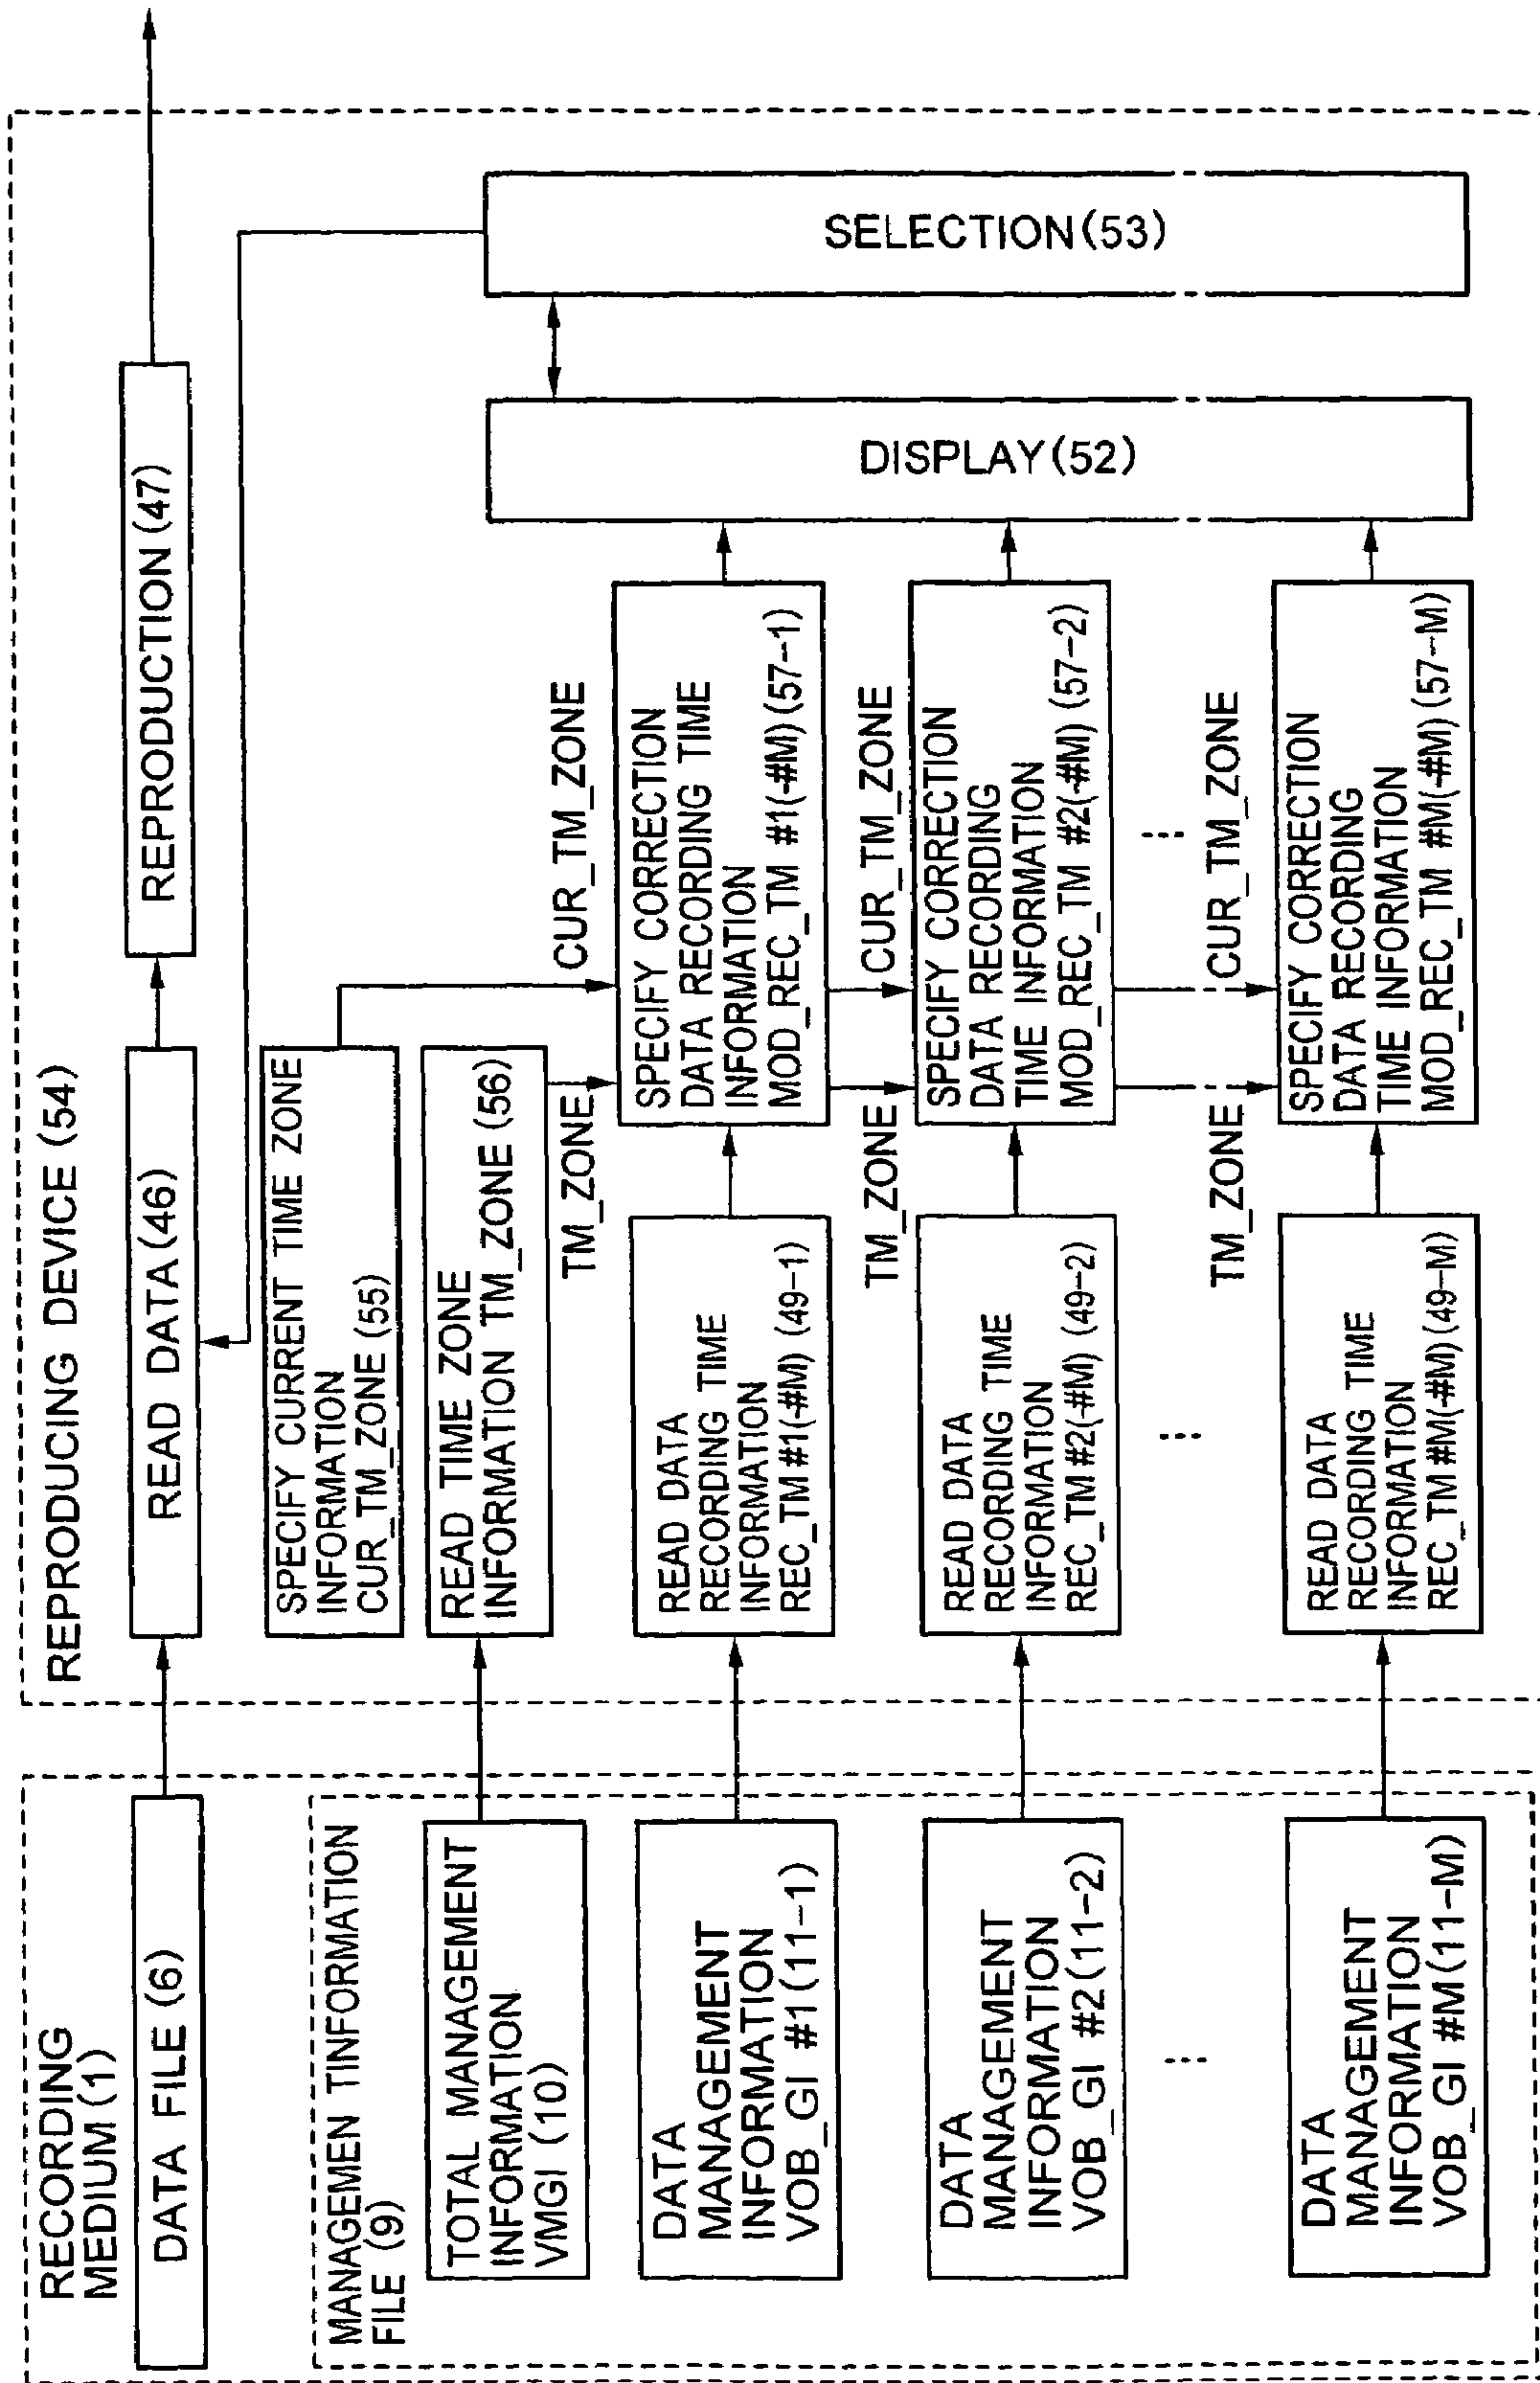 RECORDING
MEDIUM (1)
DATA FILE (6)
MANAGEMEN TINFORMATION
FILE (9)
TOTAL MANAGEMENT
INFORMATION
VMGI (10)
DATA
MANAGEMENT
INFORMATION
VOB_GI #1 (11-1)
DATA
MANAGEMENT
INFORMATION
VOB_GI #2 (11-2)
...
DATA
MANAGEMENT
INFORMATION
VOB_GI #M (11-M)
REPRODUCING DEVICE (54)
READ DATA (46)
REPRODUCTION (47)
SPECIFY CURRENT TIME ZONE
INFORMATION
CUR_TM_ZONE (55)
READ TIME ZONE
INFORMATION TM_ZONE (56)
TM_ZONE
CUR_TM_ZONE
READ DATA
RECORDING TIME
INFORMATION
REC_TM #1(-#M) (49-1)
SPECIFY CORRECTION
DATA RECORDING TIME
INFORMATION
MOD_REC_TM #1(-#M) (57-1)
TM_ZONE
CUR_TM_ZONE
READ DATA
RECORDING TIME
INFORMATION
REC_TM #2(-#M) (49-2)
SPECIFY CORRECTION
DATA RECORDING
TIME INFORMATION
MOD_REC_TM #2(-#M) (57-2)
...
...
TM_ZONE
CUR_TM_ZONE
READ DATA
RECORDING TIME
INFORMATION
REC_TM #M(-#M) (49-M)
SPECIFY CORRECTION
DATA RECORDING
TIME INFORMATION
MOD_REC_TM #M(-#M) (57-M)
DISPLAY (52)
SELECTION (53)